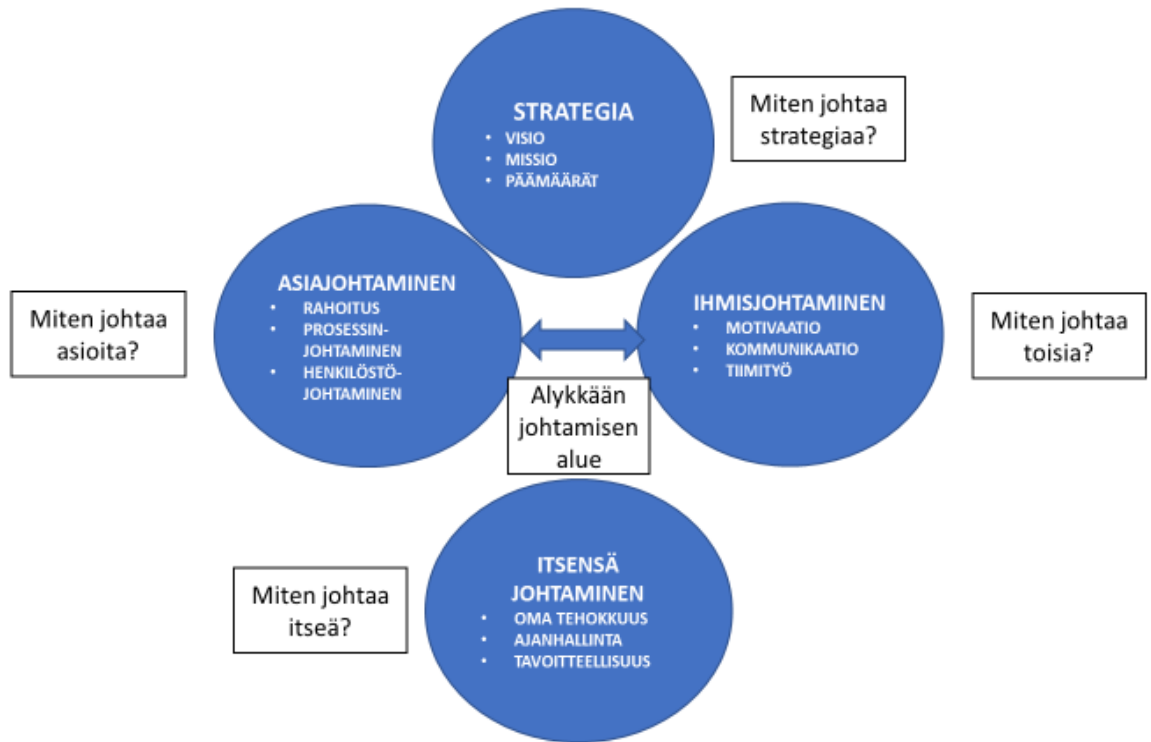 STRATEGIA
• VISIO
• MISSIO
• PÄÄMÄÄRÄT
Miten johtaa
strategiaa?
ASIAJOHTAMINEN
• RAHOITUS
• PROSESSIN-
JOHTAMINEN
• HENKILÖSTÖ-
JOHTAMINEN
Miten johtaa
asioita?
IHMISJOHTAMINEN
• MOTIVAATIO
• KOMMUNIKAATIO
• TIIMITYÖ
Miten johtaa
toisia?
Alykkään
johtamisen
alue
ITSENSÄ
JOHTAMINEN
• OMA TEHOKKUUS
• AJANHALLINTA
• TAVOITTEELLISUUS
Miten johtaa
itseä?